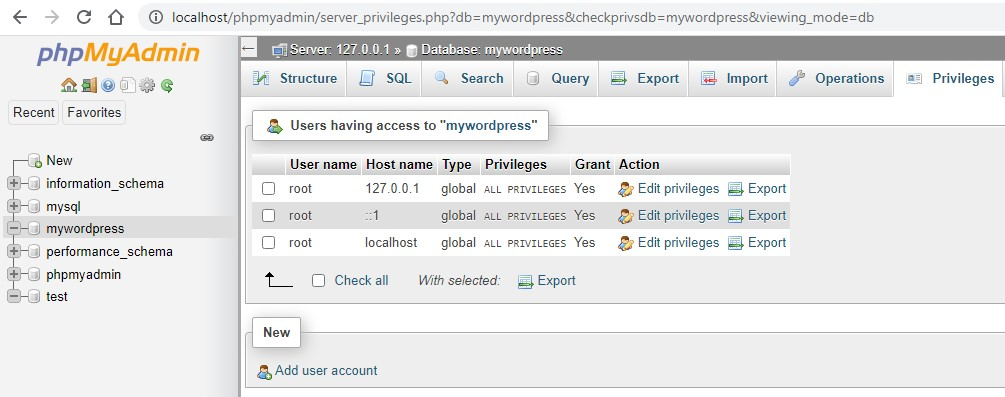 localhost/phpmyadmin/server_privileges.php?db=mywordpress&checkprivsdb=mywordpress&viewing_mode=db
phpMyAdmin
Recent Favorites
New
information_schema
mysql
mywordpress
performance_schema
phpmyadmin
test
Server: 127.0.0.1 » Database: mywordpress
Structure SQL Search Query Export Import Operations Privileges
Users having access to "mywordpress"
User name Host name Type Privileges Grant Action
root 127.0.0.1 global ALL PRIVILEGES Yes Edit privileges Export
root ::1 global ALL PRIVILEGES Yes Edit privileges Export
root localhost global ALL PRIVILEGES Yes Edit privileges Export
Check all With selected: Export
New
Add user account